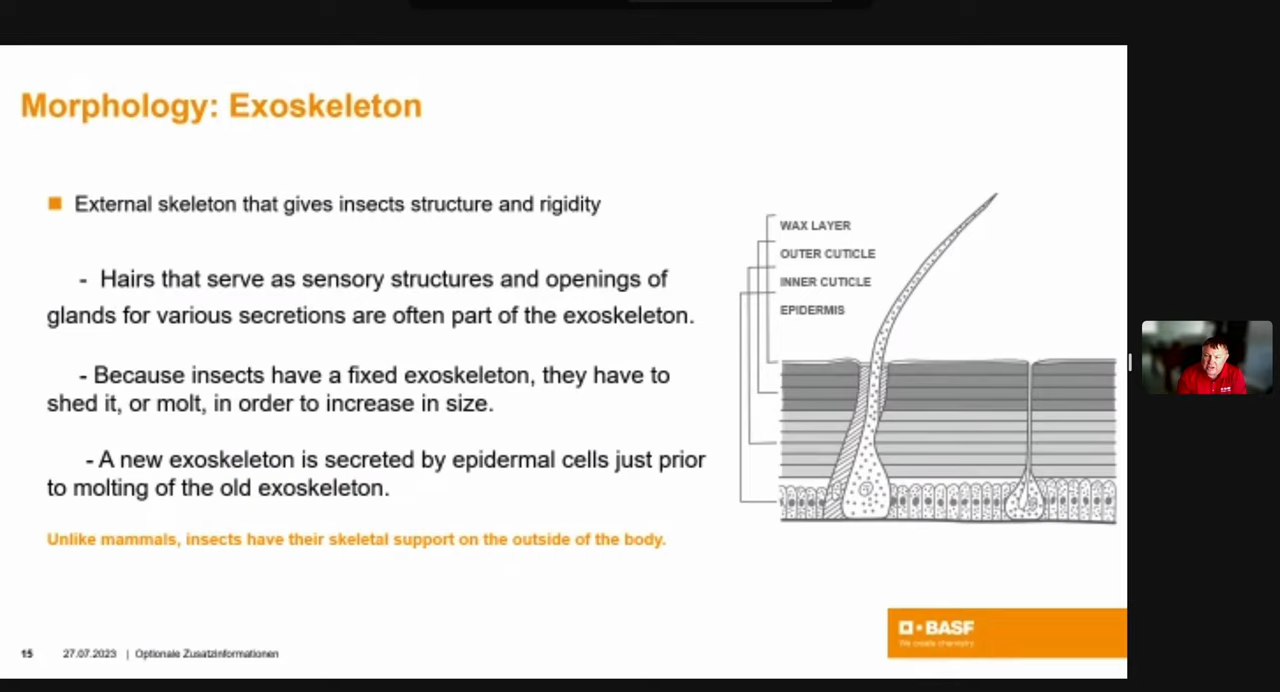 Morphology: Exoskeleton
External skeleton that gives insects structure and rigidity
- Hairs that serve as sensory structures and openings of
glands for various secretions are often part of the exoskeleton.
- Because insects have a fixed exoskeleton, they have to
shed it, or molt, in order to increase in size.
- A new exoskeleton is secreted by epidermal cells just prior
to molting of the old exoskeleton.
Unlike mammals, insects have their skeletal support on the outside of the body.
WAX LAYER
OUTER CUTICLE
INNER CUTICLE
EPIDERMIS
BASF
We create chemistry
15 27.07.2023 | Optionale Zusatzinformationen